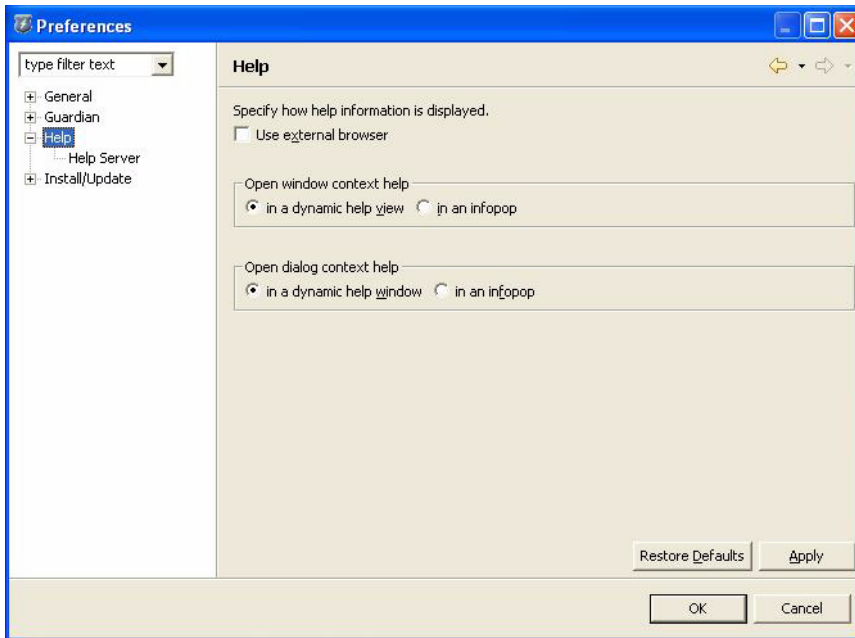 Preferences
type filter text
General
Guardian
Help
Help Server
Install/Update
Help
Specify how help information is displayed.
Use external browser
Open window context help
in a dynamic help view in an infopop
Open dialog context help
in a dynamic help window in an infopop
Restore Defaults Apply
OK Cancel